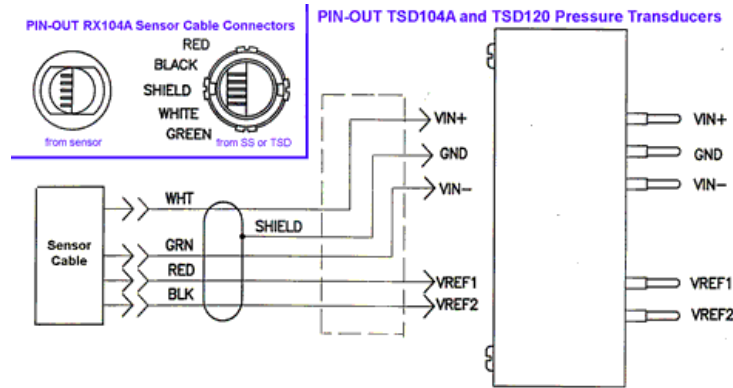 PIN-OUT TSD104A and TSD120 Pressure Transducers
PIN-OUT RX104A Sensor Cable Connectors
RED
BLACK
SHIELD
WHITE
GREEN
from sensor
from SS or TSD
VIN+
GND
VIN−
VREF1
VREF2
VIN+
GND
VIN−
VREF1
VREF2
Sensor
Cable
WHT
SHIELD
GRN
RED
BLK